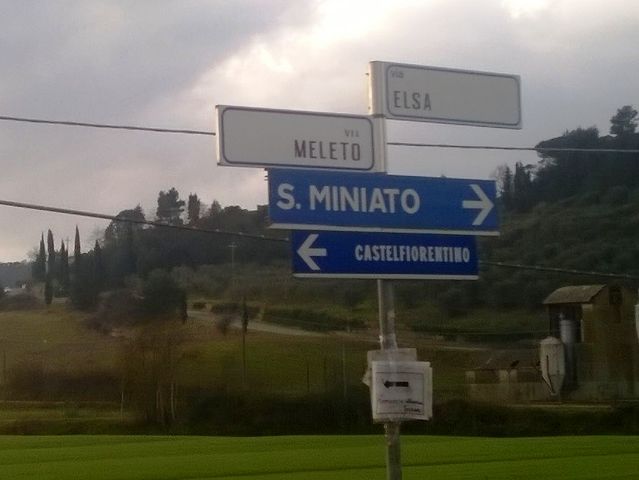 via
ELSA
VIA
MELETO
S. MINIATO
CASTELFIORENTINO